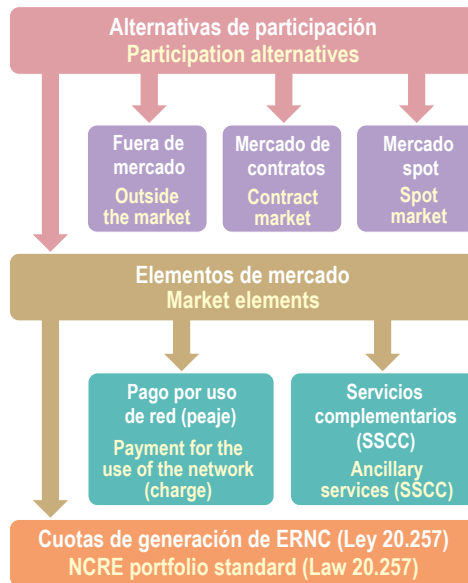 Alternativas de participación
Participation alternatives
Fuera de
mercado
Outside
the market
Mercado de
contratos
Contract
market
Mercado
spot
Spot
market
Elementos de mercado
Market elements
Pago por uso
de red (peaje)
Payment for the
use of the network
(charge)
Servicios
complementarios
(SSCC)
Ancillary
services (SSCC)
Cuotas de generación de ERNC (Ley 20.257)
NCRE portfolio standard (Law 20.257)